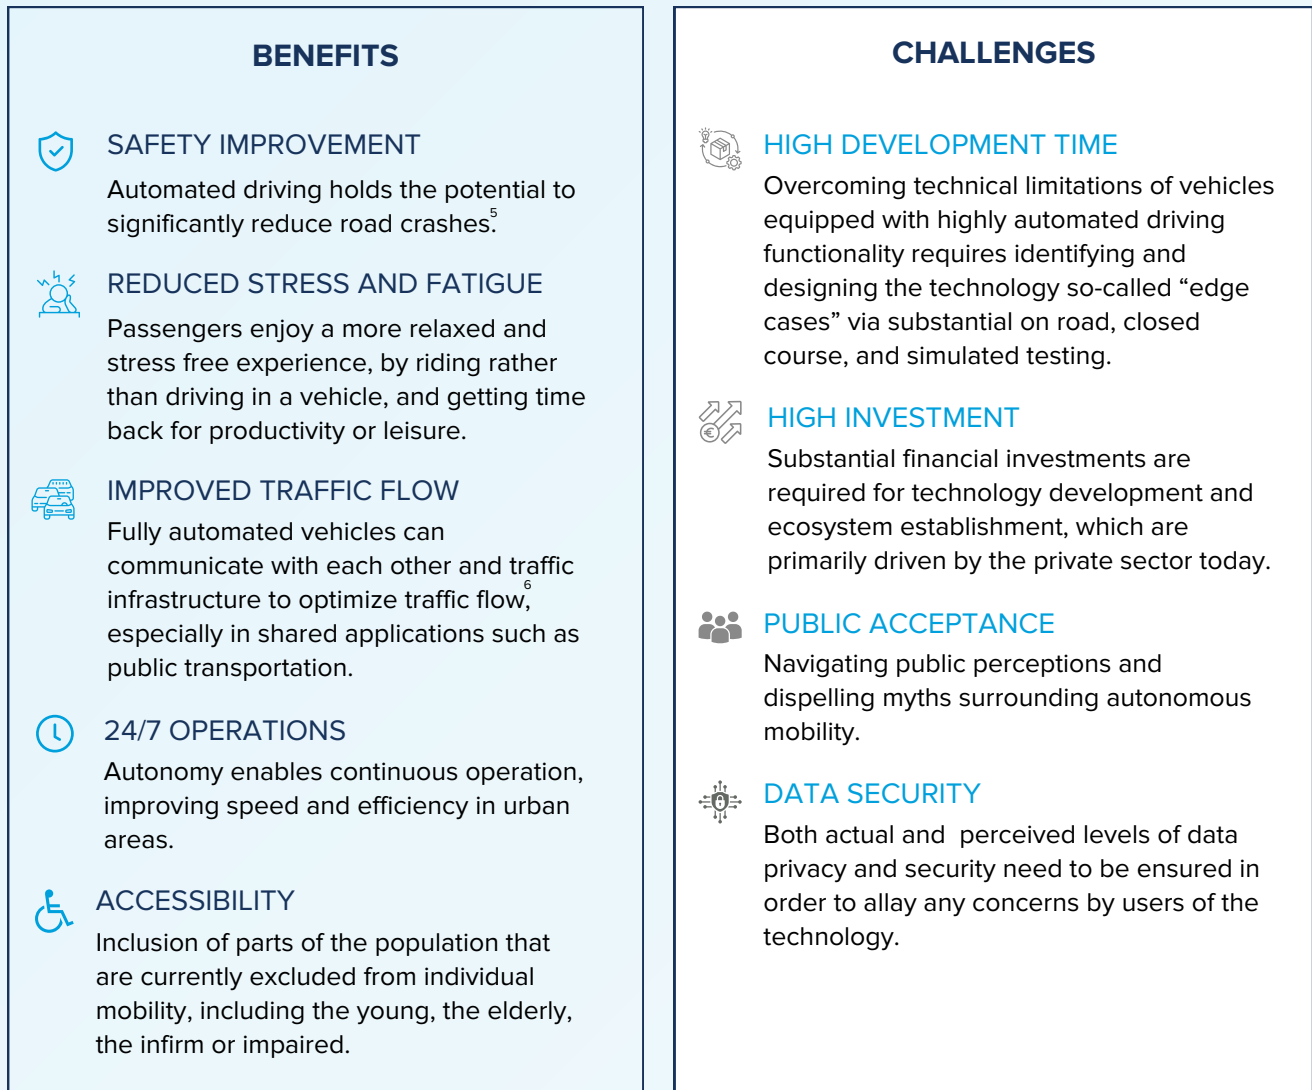 BENEFITS
SAFETY IMPROVEMENT
Automated driving holds the potential to
significantly reduce road crashes.5
REDUCED STRESS AND FATIGUE
Passengers enjoy a more relaxed and
stress free experience, by riding rather
than driving in a vehicle, and getting time
back for productivity or leisure.
IMPROVED TRAFFIC FLOW
Fully automated vehicles can
communicate with each other and traffic
infrastructure to optimize traffic flow,6
especially in shared applications such as
public transportation.
24/7 OPERATIONS
Autonomy enables continuous operation,
improving speed and efficiency in urban
areas.
ACCESSIBILITY
Inclusion of parts of the population that
are currently excluded from individual
mobility, including the young, the elderly,
the infirm or impaired.
CHALLENGES
HIGH DEVELOPMENT TIME
Overcoming technical limitations of vehicles
equipped with highly automated driving
functionality requires identifying and
designing the technology so-called “edge
cases” via substantial on road, closed
course, and simulated testing.
HIGH INVESTMENT
Substantial financial investments are
required for technology development and
ecosystem establishment, which are
primarily driven by the private sector today.
PUBLIC ACCEPTANCE
Navigating public perceptions and
dispelling myths surrounding autonomous
mobility.
DATA SECURITY
Both actual and  perceived levels of data
privacy and security need to be ensured in
order to allay any concerns by users of the
technology.